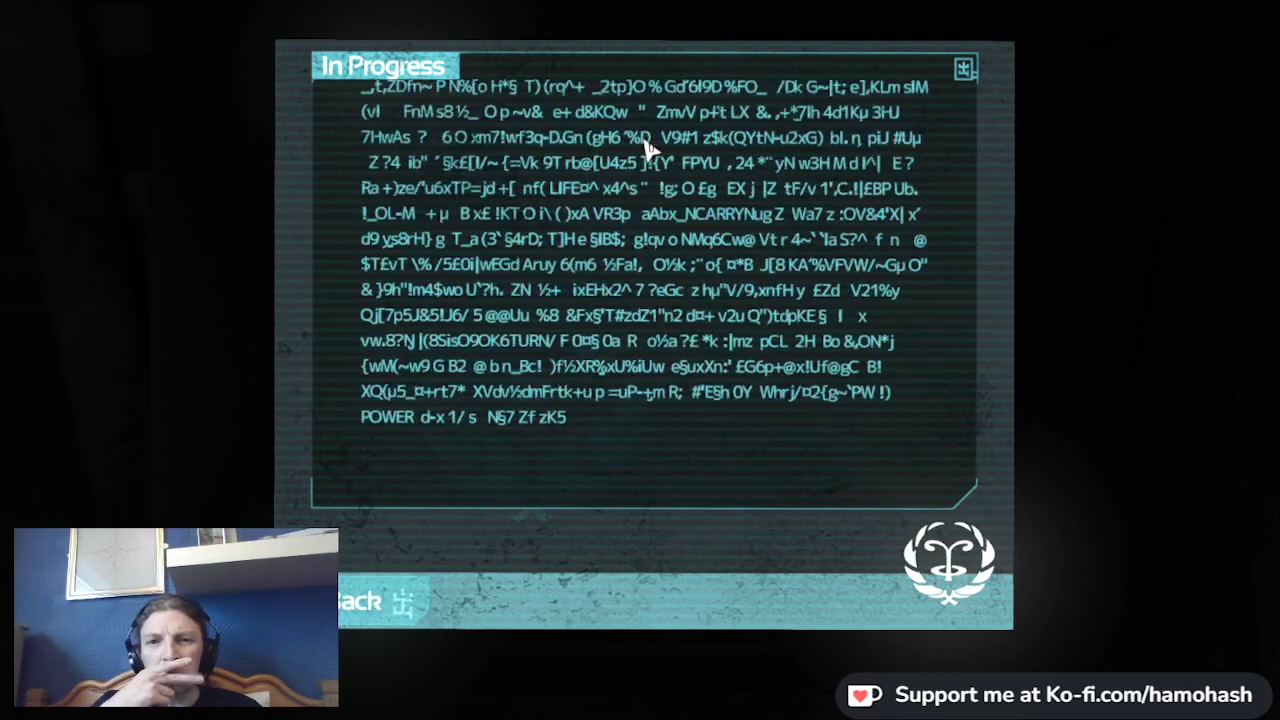 In Progress
_,t,ZDfn~ P N%[o H*§ T) (rq^+ _2tp]O % Gd´6I9D %FO_ /Dk G~|t; e],KLm sIM
(vI FnM s8 ½_ O p ~v& e+ d&KQw " ZmvV p+'t LX &. ,+*,7lh 4d1Kµ 3HJ
7HwAs ? 6 O xm7!wf3q-D.Gn (gH6 ˆ%D V9#1 z$k(QYtN-u2xG) bl. ƞ piJ #Uµ
Z ?4 ib" ´§k£[I/~ {=Vk 9T rb@[U4z5 ]!{Y' FPYU , 24 *¨ yN w3H M d I^| E ?
Ra +)ze/"u6xTP=jd +[ nf( LIFE¤^ x4^s ¨ !g; O £g EX j |Z tF/v 1',C.!|£BP Ub.
!_OL-M + µ B x£ !KT O i\ ( )xA VR3p aAbx_NCARRYNug Z Wa7 z :OV&4'X| x´
d9 ys8rH} g T_a (3` §4rD; T]H e §IB$; g!qv o NMq6Cw@ V t r 4~` `Ia S?^ f n @
$T£vT \% /5£0i|wEGd Aruy 6(m6 ½Fa!, O½k ;¨ o{ ¤*B J[8 KA´%VFVW/~Gµ O"
& }9h"!m4$wo U`?h. ZN ½+ ixEHx2^ 7 ?eGc z hµ"V/9,xnfH y £Zd V21%y
Qj[7p5J&5!J6/ 5 @@Uu %8 &Fx§'T#zdZ1"n2 d¤+ v2u Q")tdpKE § I x
vw.8?Ŋ |(8SisO9OK6TURN/ F 0¤§ 0a R o½a ?£ *k :|mz pCL 2H Bo &,ON*j
{wM(~w9 G B2 @ b n_Bc! )f½XR%xU%iUw e§uxXn:' £G6p+@x!Uf@gC B!
XQ(µ5_¤+rt7* XVdv½dmFrtk+u p =uP-+m R; #'E§h 0Y Whrj/¤2{g~`PW !)
POWER d-x 1/ s N§7 Zf zK5
Back
Support me at Ko-fi.com/hamohash